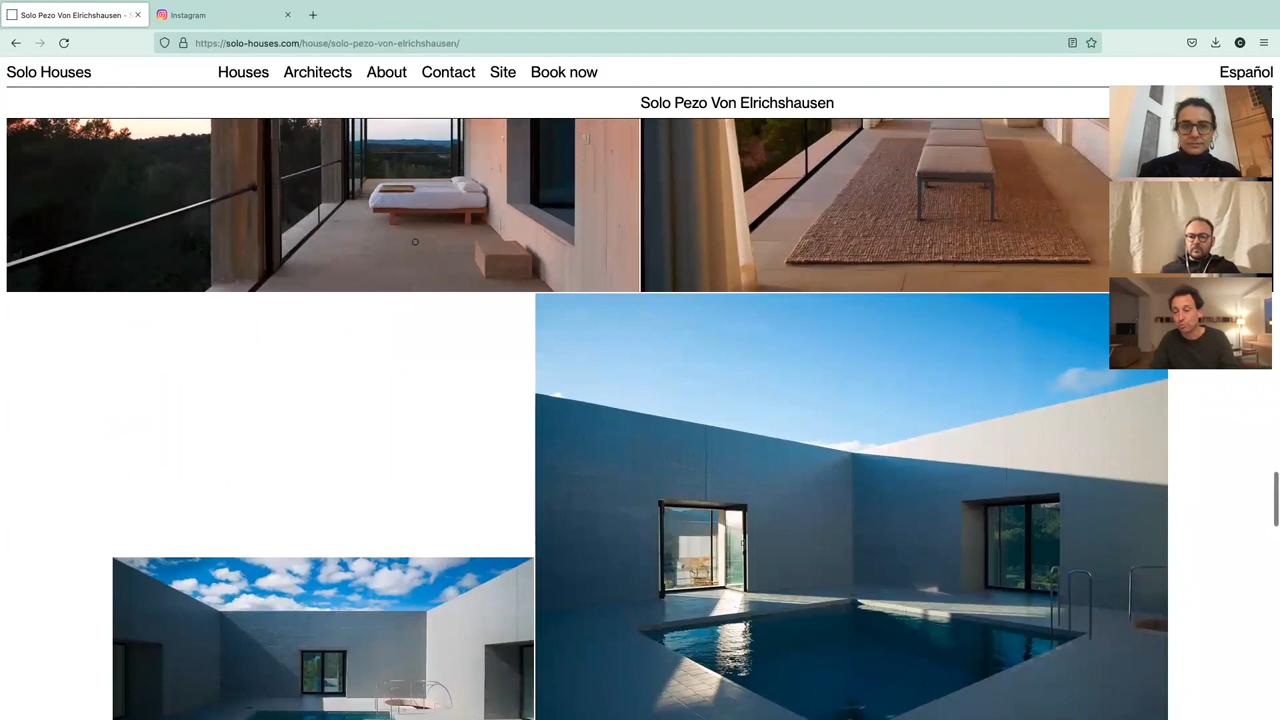 Solo Pezo Von Elrichshausen - S
Instagram
https://solo-houses.com/house/solo-pezo-von-elrichshausen/
Solo Houses
Houses
Architects
About
Contact
Site
Book now
Español
Solo Pezo Von Elrichshausen